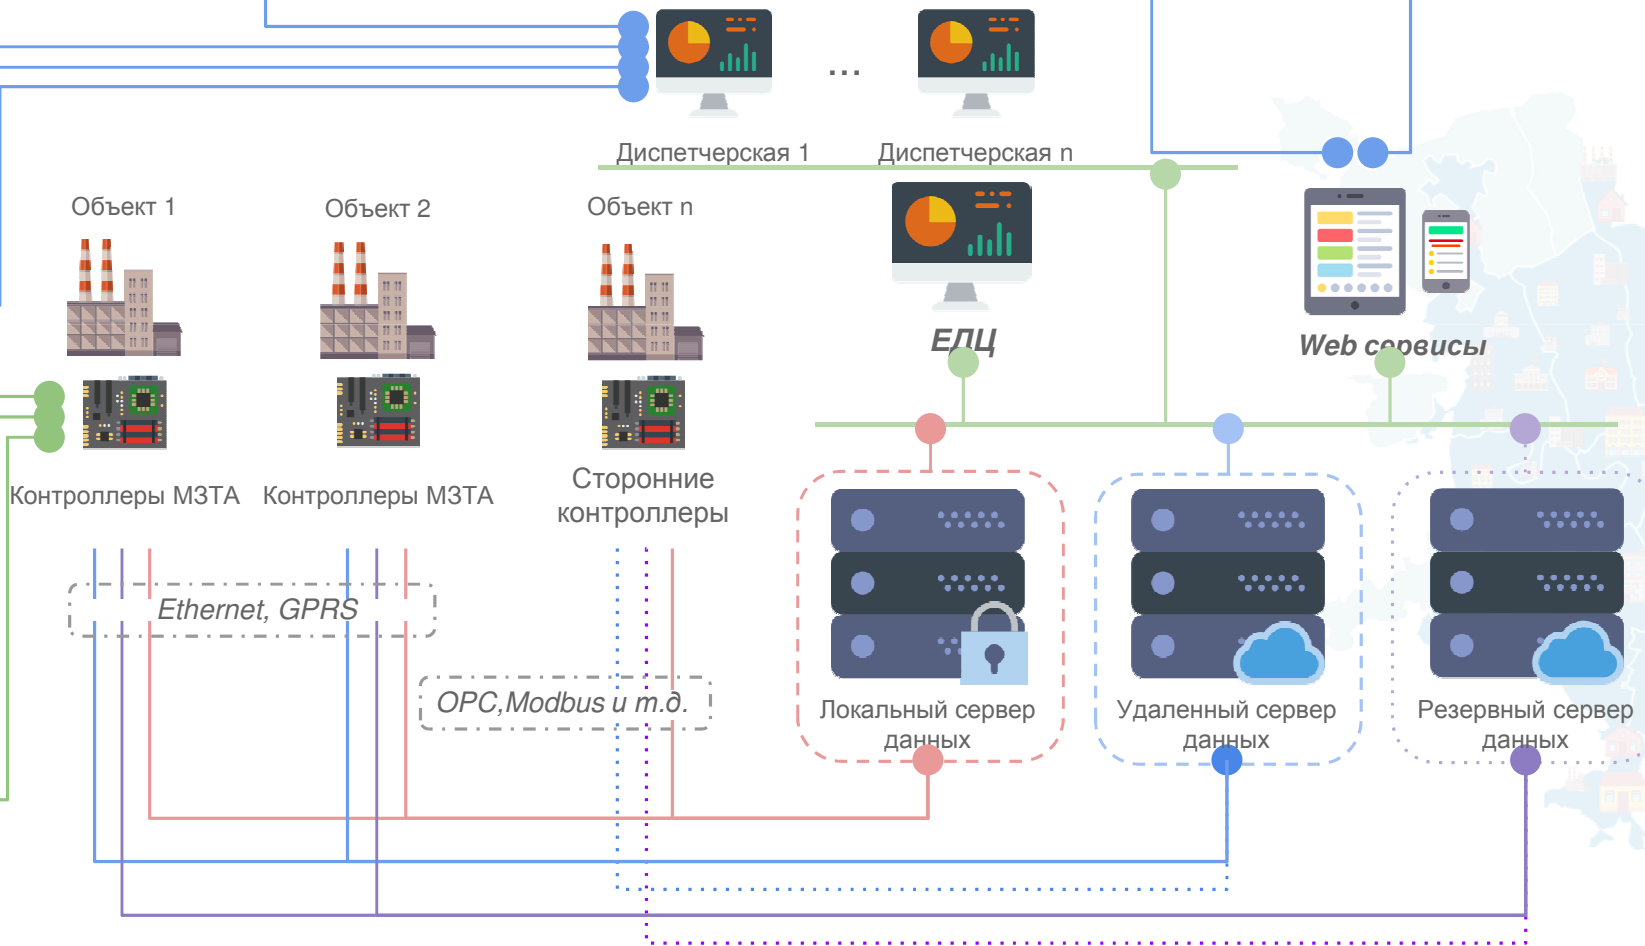 ...
Диспетчерская 1
Диспетчерская n
Объект 1
Объект 2
Объект n
ЕДЦ
Web сервисы
Контроллеры МЗТА
Контроллеры МЗТА
Сторонние
контроллеры
Ethernet, GPRS
OPC,Modbus и т.д.
Локальный сервер
данных
Удаленный сервер
данных
Резервный сервер
данных